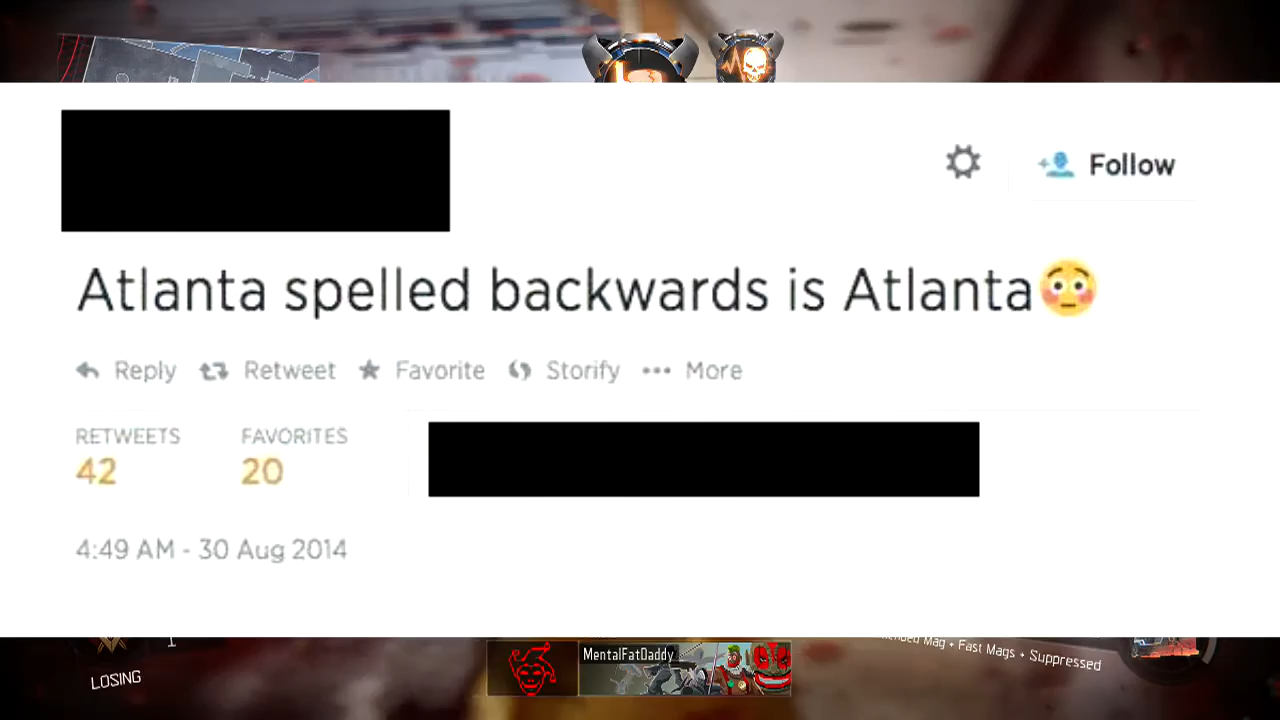 Follow
Atlanta spelled backwards is Atlanta😳
Reply Retweet Favorite Storify More
RETWEETS FAVORITES
42 20
4:49 AM - 30 Aug 2014
1
MentalFatDaddy
Mag + Fast Mags + Suppressed
LOSING